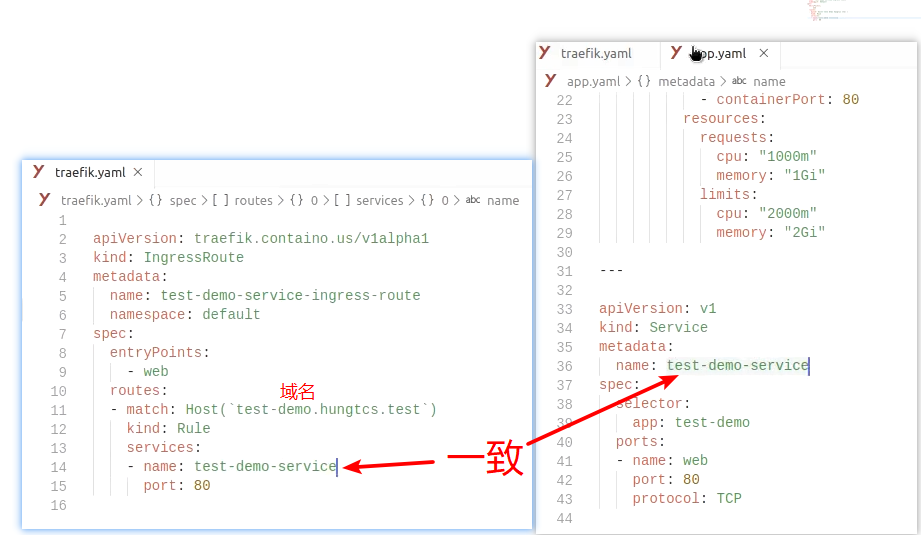 traefik.yaml
traefik.yaml > {} spec > [ ] routes > {} 0 > [ ] services > {} 0 > abc name
1
2 apiVersion: traefik.containo.us/v1alpha1
3 kind: IngressRoute
4 metadata:
5 name: test-demo-service-ingress-route
6 namespace: default
7 spec:
8 entryPoints:
9 - web
10 routes:
域名
11 - match: Host(`test-demo.hungtcs.test`)
12 kind: Rule
13 services:
14 - name: test-demo-service
15 port: 80
16
一致
traefik.yaml app.yaml
app.yaml > {} metadata > abc name
22 - containerPort: 80
23 resources:
24 requests:
25 cpu: "1000m"
26 memory: "1Gi"
27 limits:
28 cpu: "2000m"
29 memory: "2Gi"
30
31 ---
32
33 apiVersion: v1
34 kind: Service
35 metadata:
36 name: test-demo-service
37 spec:
38 selector:
39 app: test-demo
40 ports:
41 - name: web
42 port: 80
43 protocol: TCP
44